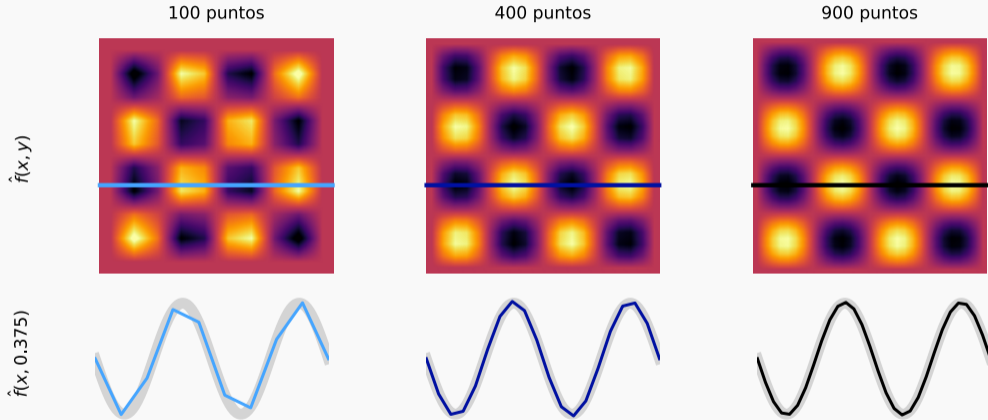 100 puntos
400 puntos
900 puntos
f̂(x, y)
f̂(x, 0.375)